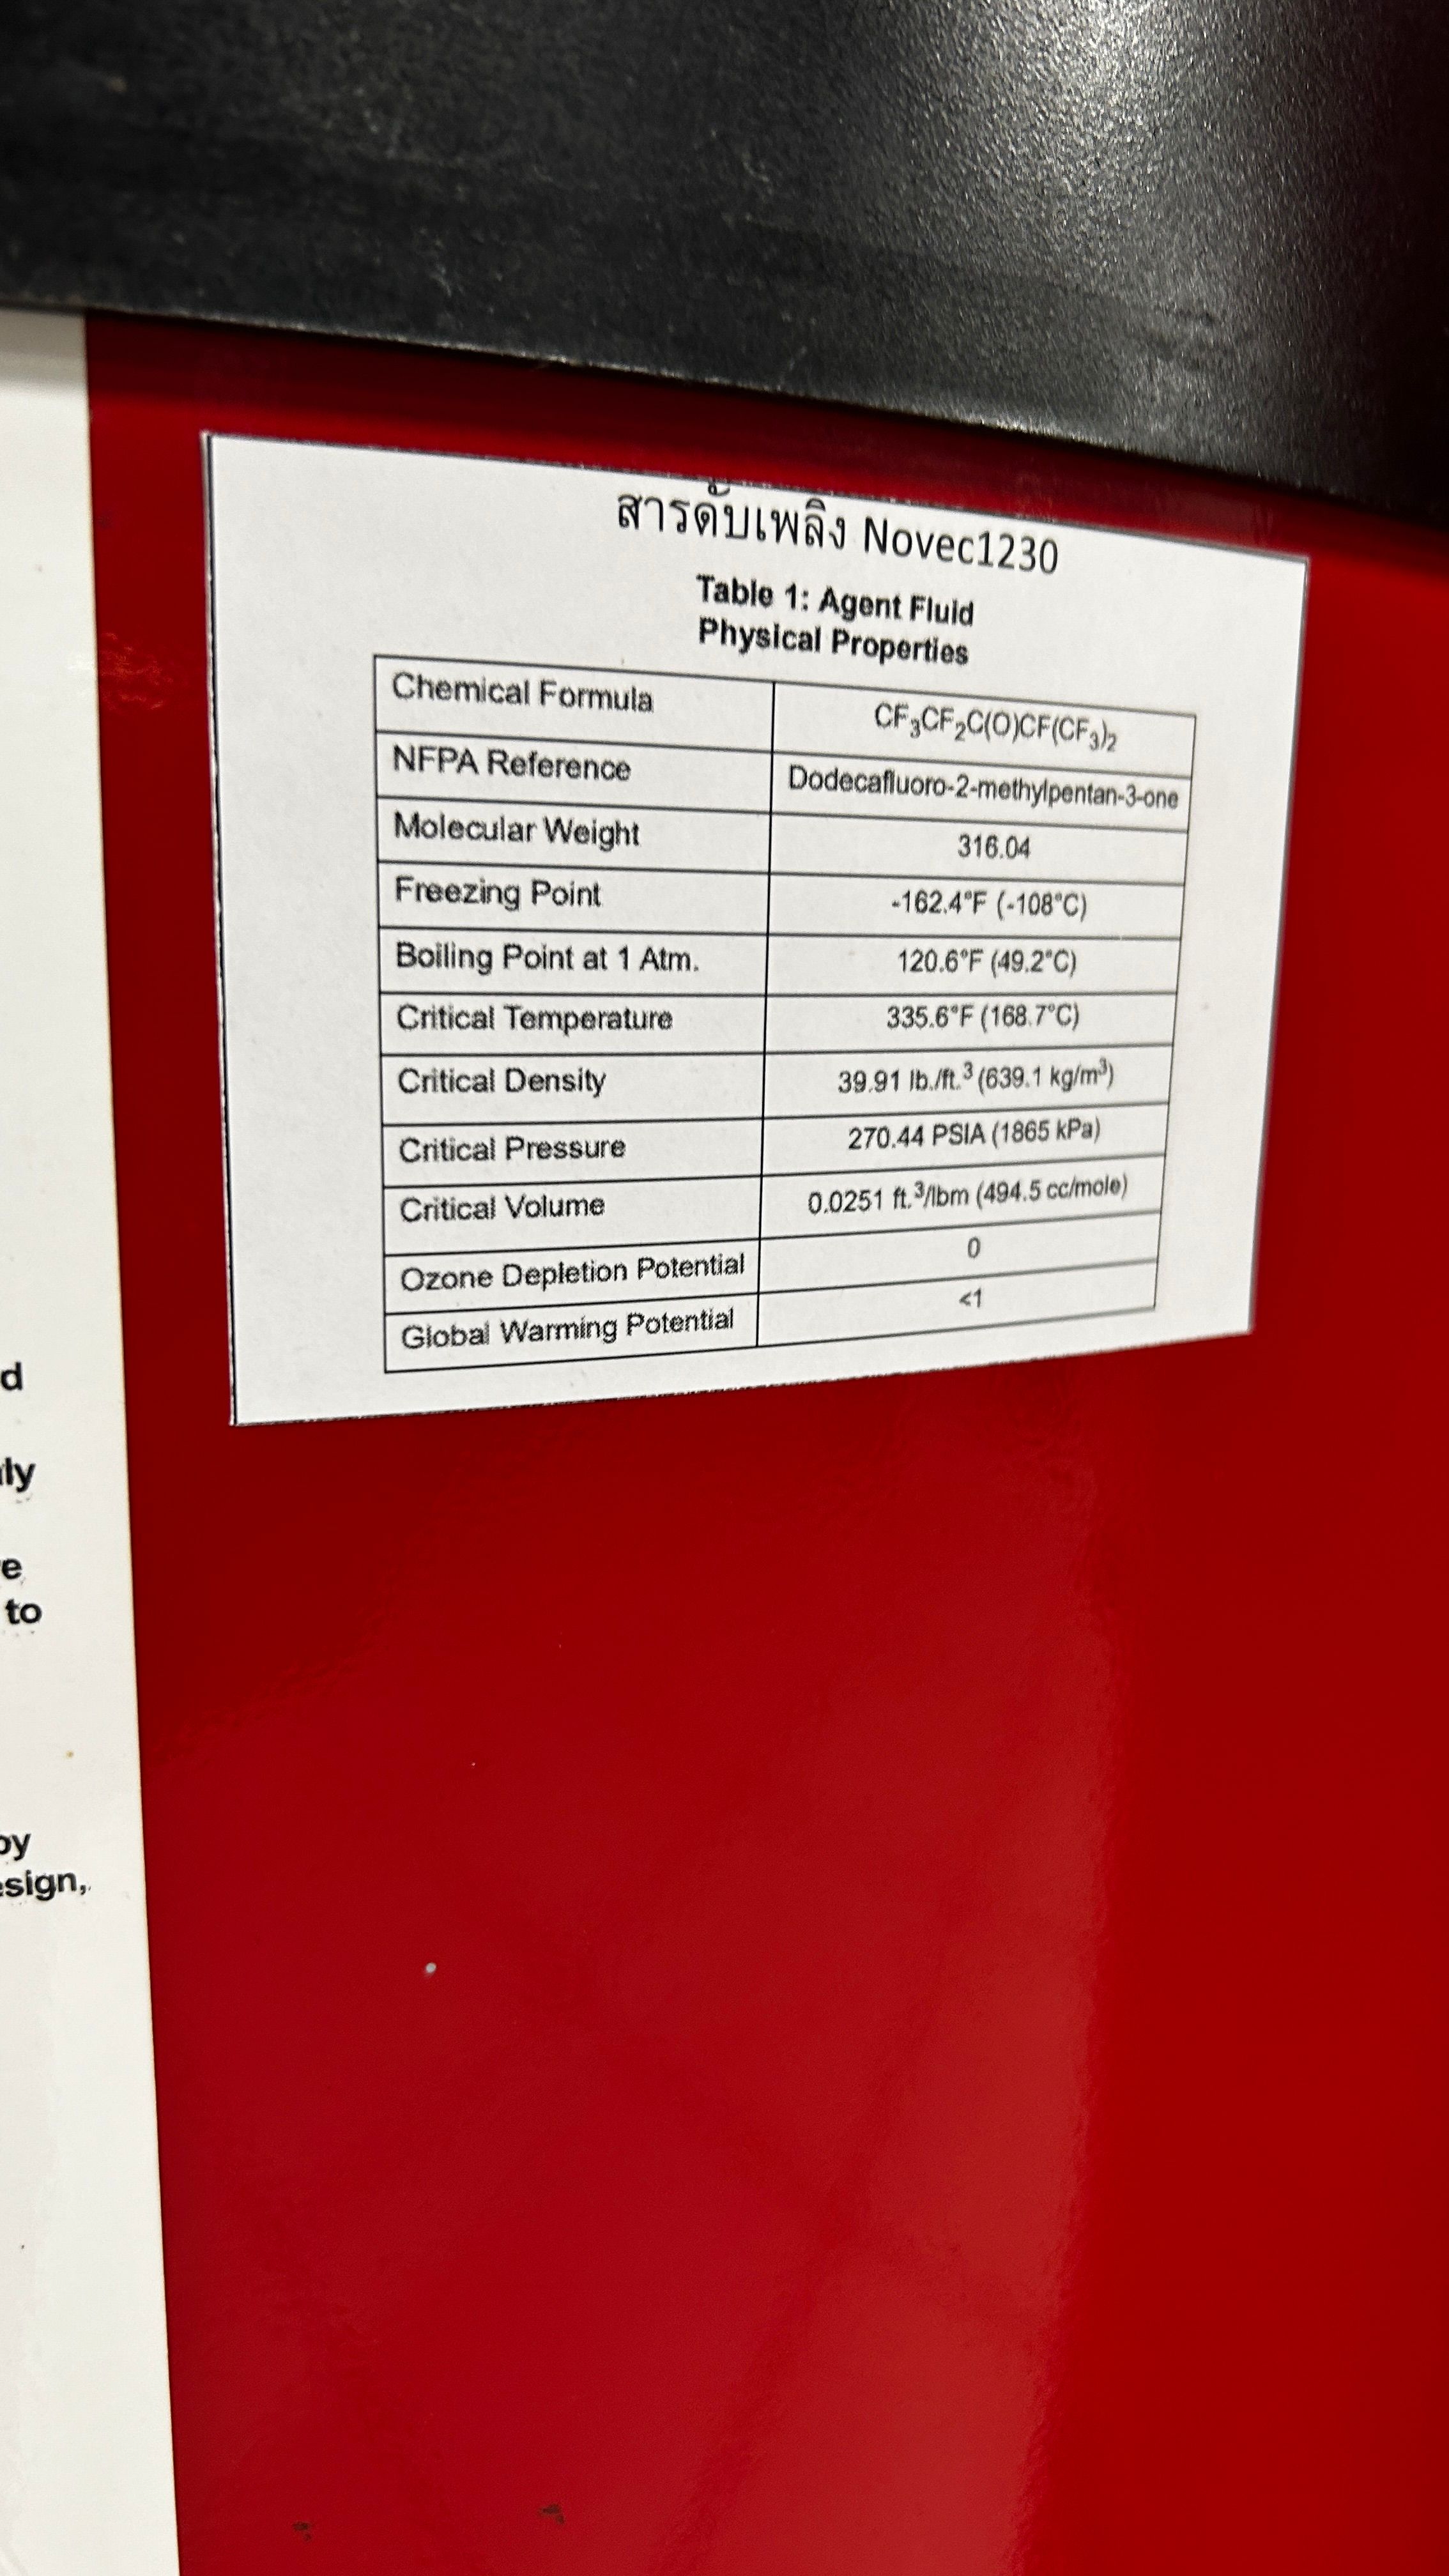 สารดับเพลิง Novec1230
Table 1: Agent Fluid
Physical Properties
Chemical Formula CF₃CF₂C(O)CF(CF₃)₂
NFPA Reference Dodecafluoro-2-methylpentan-3-one
Molecular Weight 316.04
Freezing Point -162.4°F (-108°C)
Boiling Point at 1 Atm. 120.6°F (49.2°C)
Critical Temperature 335.6°F (168.7°C)
Critical Density 39.91 lb./ft.³ (639.1 kg/m³)
Critical Pressure 270.44 PSIA (1865 kPa)
Critical Volume 0.0251 ft.³/lbm (494.5 cc/mole)
Ozone Depletion Potential 0
Global Warming Potential <1
to